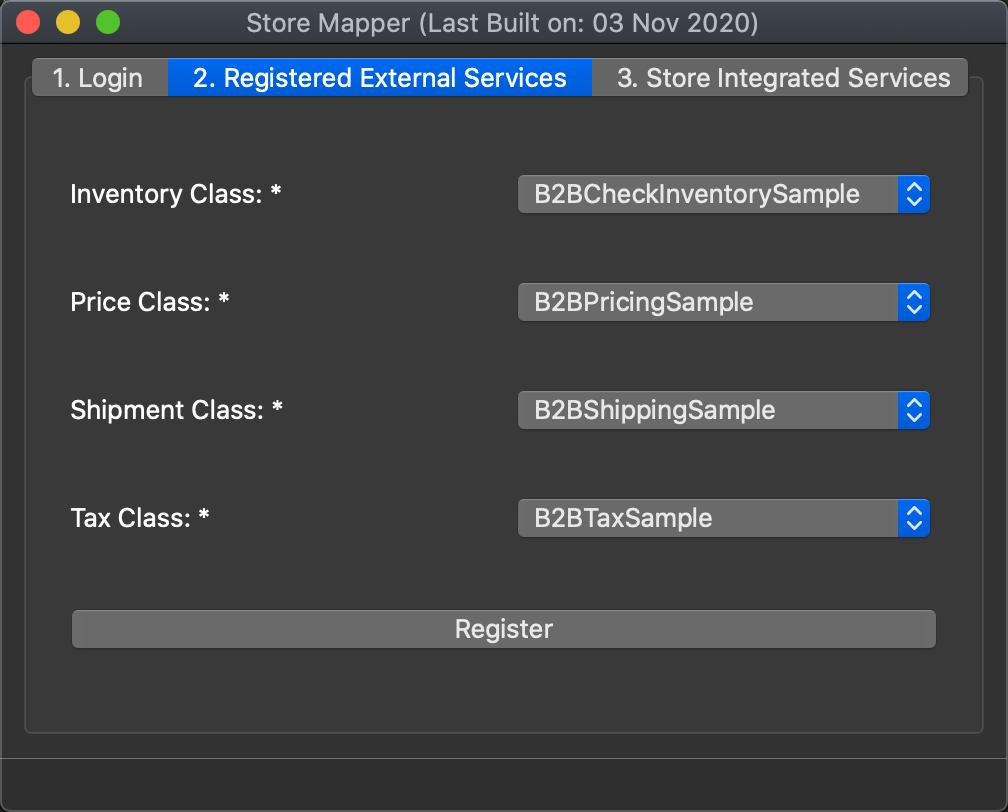 Store Mapper (Last Built on: 03 Nov 2020)
1. Login 2. Registered External Services 3. Store Integrated Services
Inventory Class: * B2BCheckInventorySample
Price Class: * B2BPricingSample
Shipment Class: * B2BShippingSample
Tax Class: * B2BTaxSample
Register